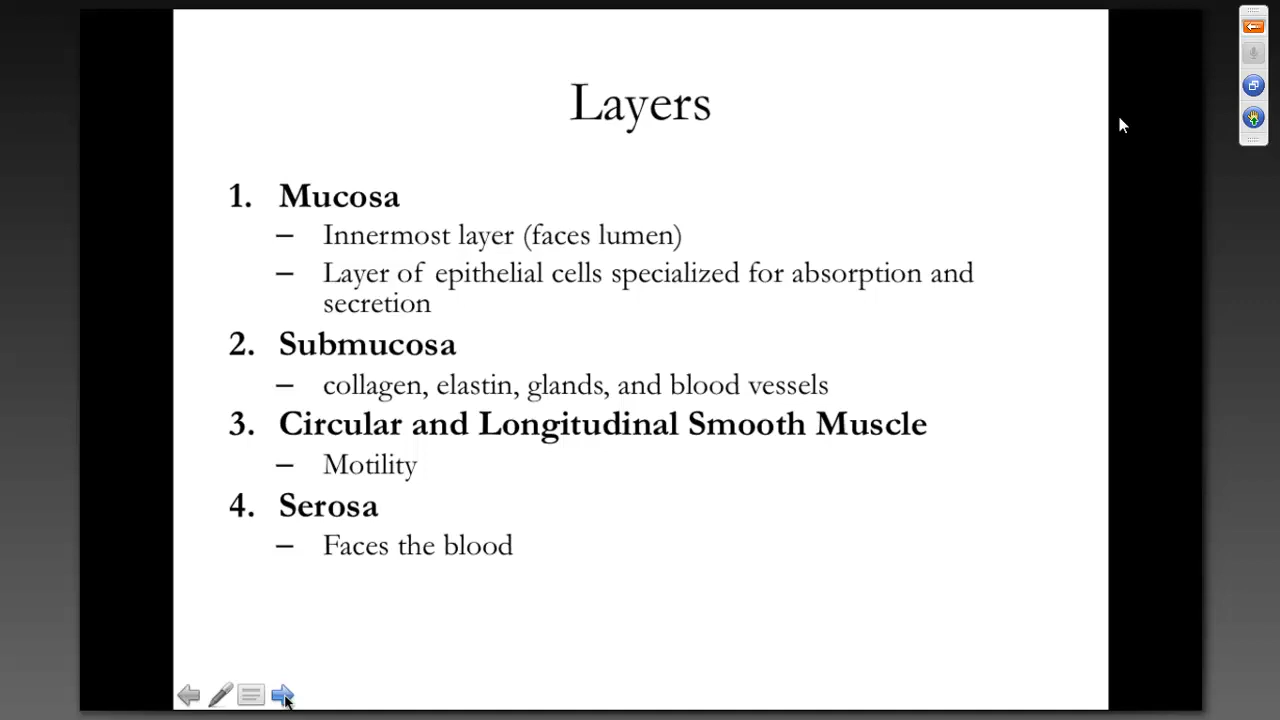 Layers
1. Mucosa
– Innermost layer (faces lumen)
– Layer of epithelial cells specialized for absorption and
secretion
2. Submucosa
– collagen, elastin, glands, and blood vessels
3. Circular and Longitudinal Smooth Muscle
– Motility
4. Serosa
– Faces the blood